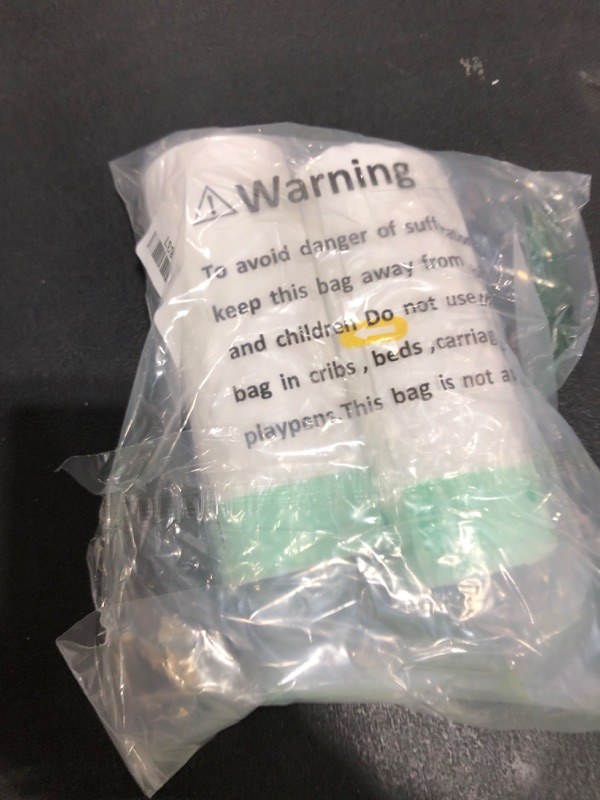 Warning
To avoid danger of suffocation
keep this bag away from
and children Do not use
bag in cribs , beds ,carriag
playpens.This bag is not a